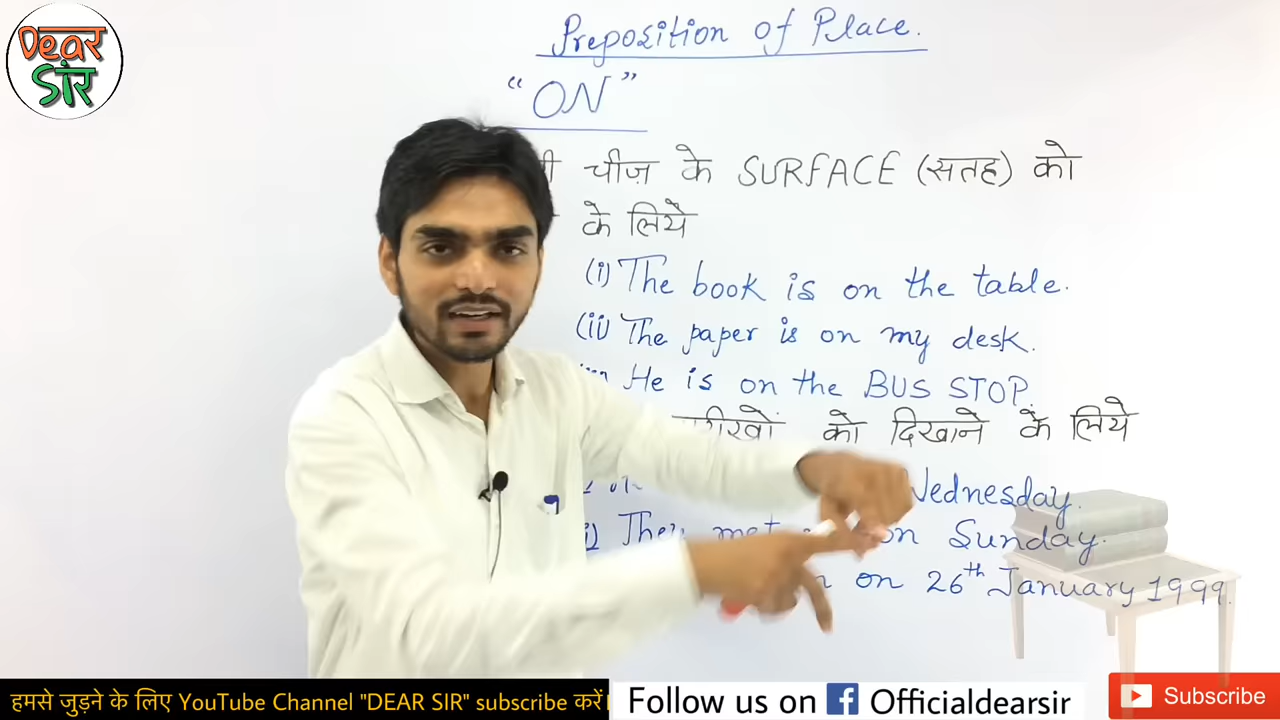 Dear
सिर
Preposition of Place.
"ON"
चीज़ के SURFACE (सतह) को
के लिये
(i) The book is on the table.
(ii) The paper is on my desk.
He is on the BUS STOP.
को दिखाने के लिये
Wednesday.
They met on Sunday.
on 26th January 1999.
हमसे जुड़ने के लिए YouTube Channel "DEAR SIR" subscribe करें।
Follow us on f Officialdearsir
Subscribe